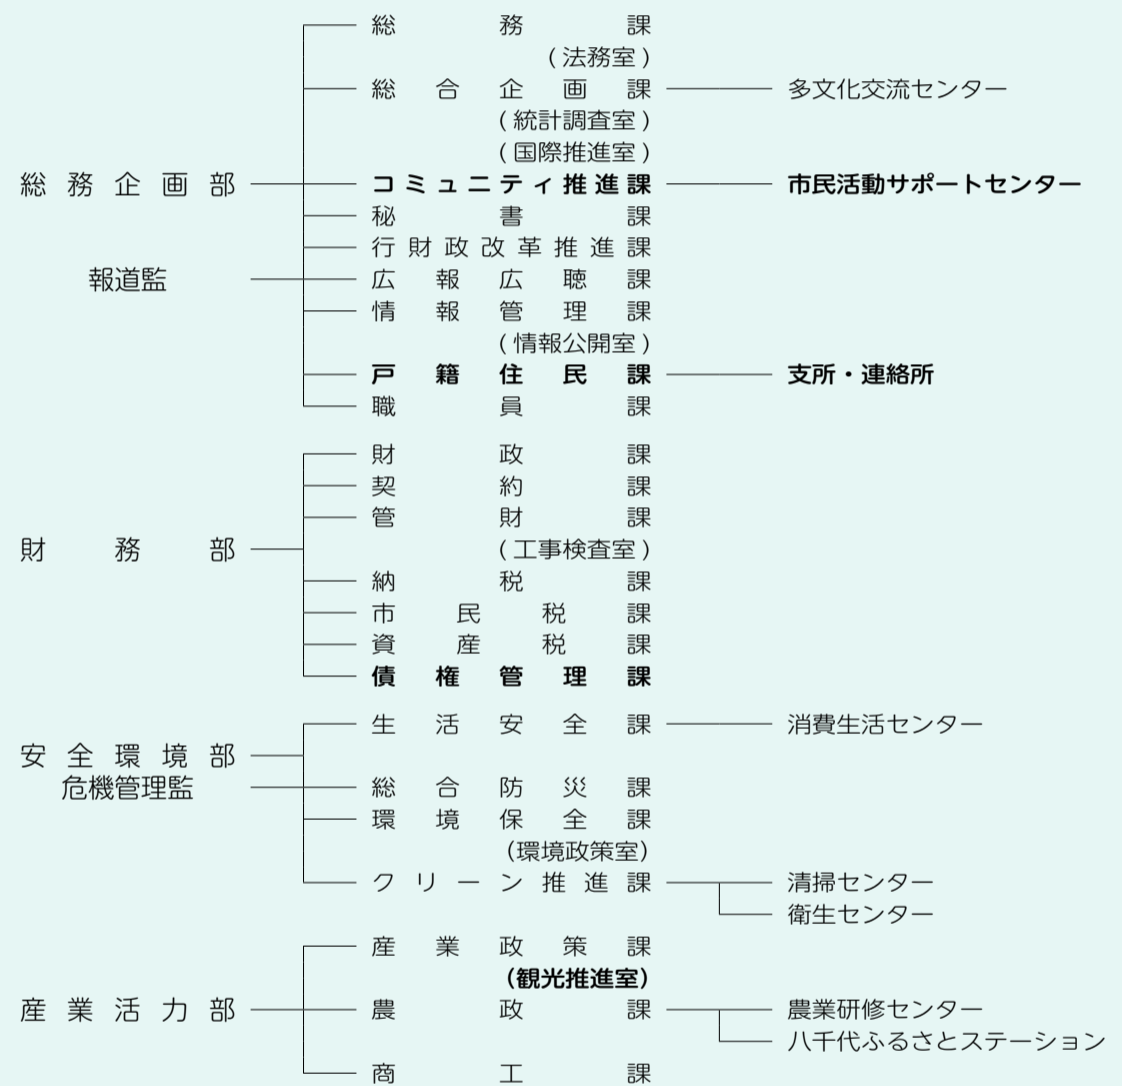 総務課
(法務室)
総合企画課 多文化交流センター
(統計調査室)
(国際推進室)
総務企画部 コミュニティ推進課 市民活動サポートセンター
秘書課
行財政改革推進課
報道監 広報広聴課
情報管理課
(情報公開室)
戸籍住民課 支所・連絡所
職員課
財政課
契約課
管財課
財務部 (工事検査室)
納税課
市民税課
資産税課
債権管理課
生活安全課 消費生活センター
安全環境部
危機管理監 総合防災課
環境保全課
(環境政策室)
クリーン推進課 清掃センター
衛生センター
産業政策課
(観光推進室)
産業活力部 農政課 農業研修センター
八千代ふるさとステーション
商工課